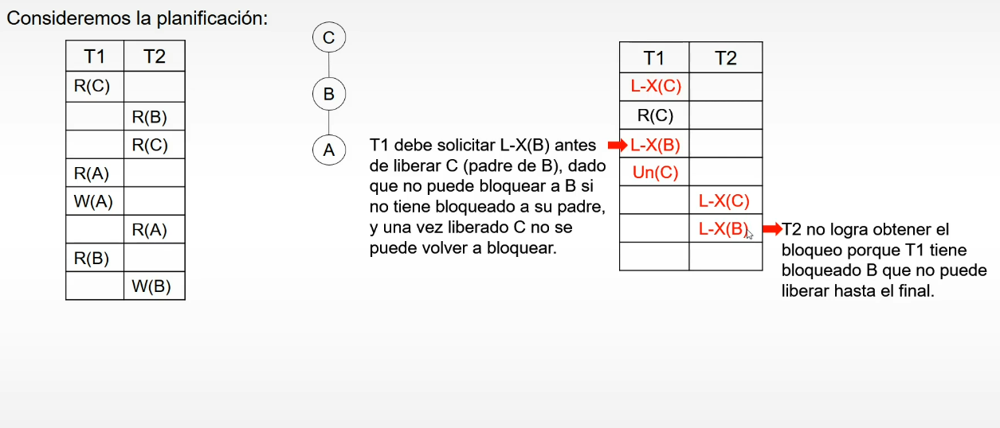 Consideremos la planificación:
T1 T2
R(C)
R(B)
R(C)
R(A)
W(A)
R(A)
R(B)
W(B)
C
B
A
T1 debe solicitar L-X(B) antes
de liberar C (padre de B), dado
que no puede bloquear a B si
no tiene bloqueado a su padre,
y una vez liberado C no se
puede volver a bloquear.
T1 T2
L-X(C)
R(C)
L-X(B)
Un(C)
L-X(C)
L-X(B)
T2 no logra obtener el
bloqueo porque T1 tiene
bloqueado B que no puede
liberar hasta el final.